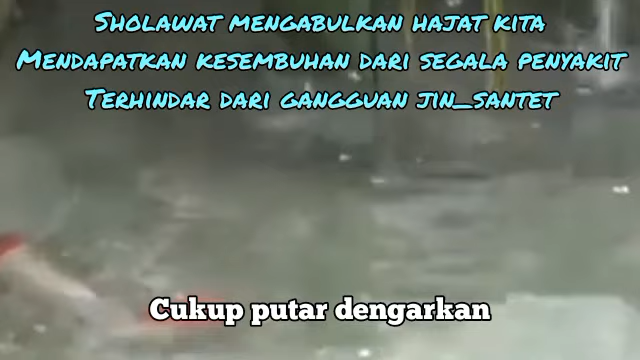 Sholawat mengabulkan hajat kita
Mendapatkan kesembuhan dari segala penyakit
Terhindar dari gangguan jin_santet
Cukup putar dengarkan